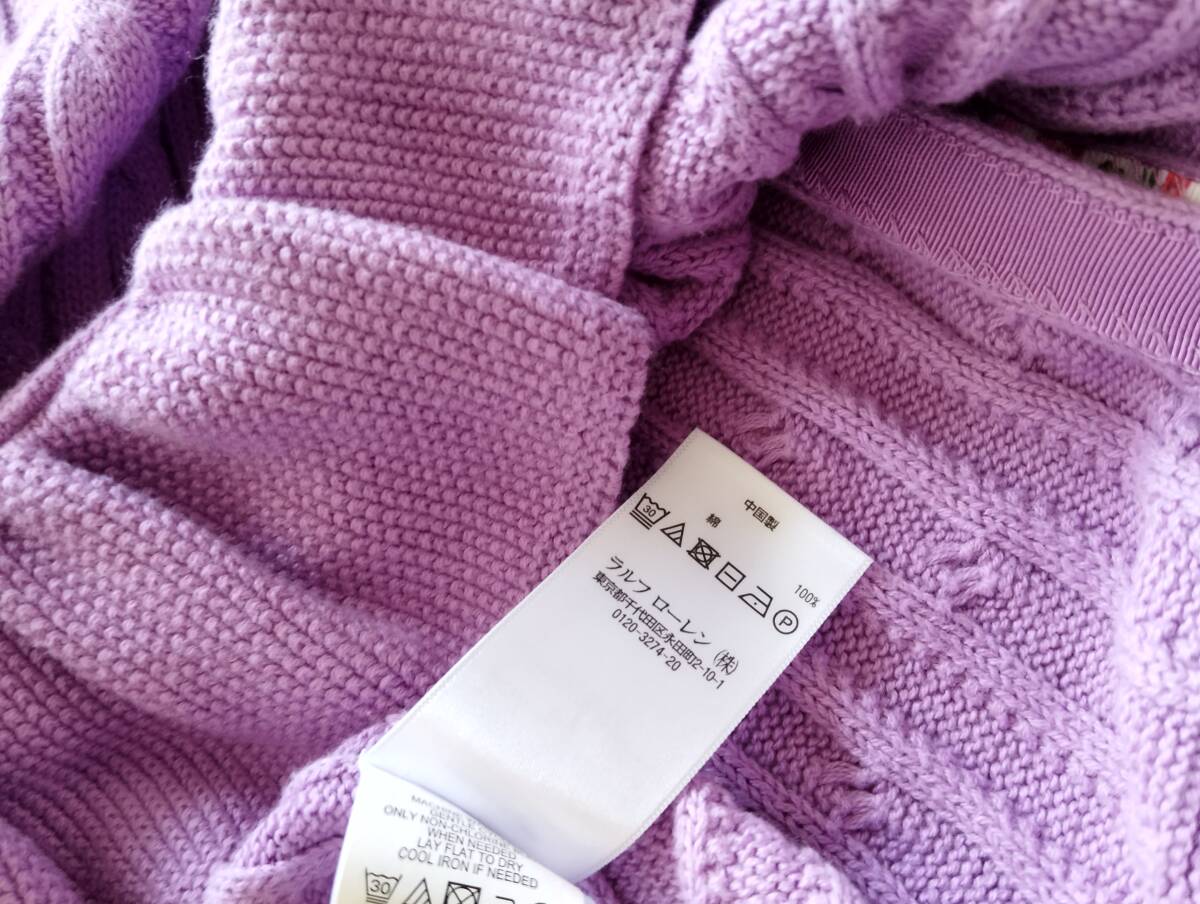 中国製
綿 100%
30
P
ラルフ ローレン (株)
東京都千代田区永田町2-10-1
0120-3274-20
ONLY NON-CHLORINE
WHEN NEEDED
LAY FLAT TO DRY
COOL IRON IF NEEDED
30